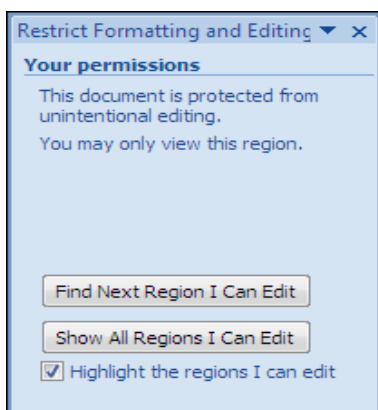 Restrict Formatting and Editing
Your permissions
This document is protected from
unintentional editing.
You may only view this region.
Find Next Region I Can Edit
Show All Regions I Can Edit
Highlight the regions I can edit